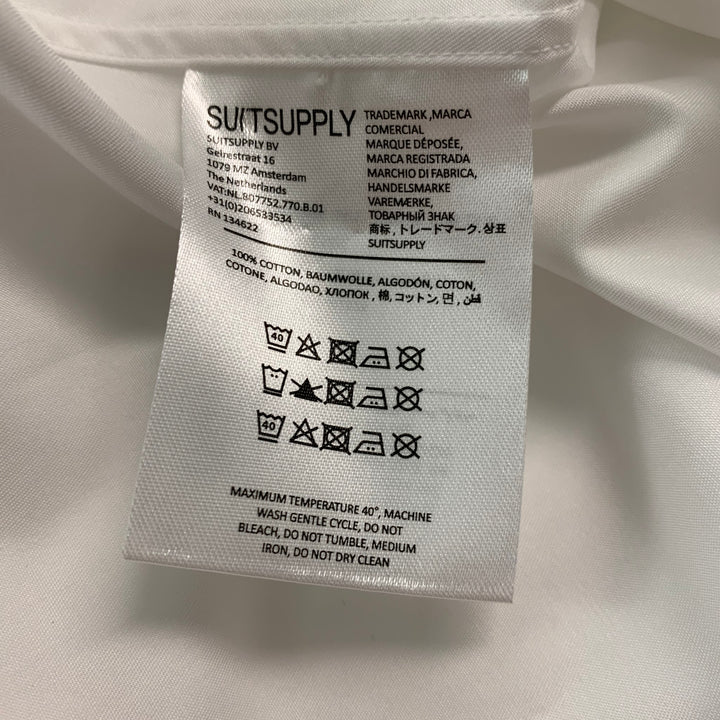 SUITSUPPLY
SUITSUPPLY BV
Gelrestraat 16
1079 MZ Amsterdam
The Netherlands
VAT:NL.807752.770.B.01
+31(0)206533534
RN 134622
TRADEMARK ,MARCA
COMERCIAL
MARQUE DÉPOSÉE,
MARCA REGISTRADA
MARCHIO DI FABRICA,
HANDELSMARKE
VAREMÆRKE,
ТОВАРНЫЙ ЗНАК
商标 , トレードマーク. 상표
SUITSUPPLY
100% COTTON, BAUMWOLLE, ALGODÓN, COTON,
COTONE, ALGODAO, ХЛОПОК , 棉, コットン, 면 , قطن
40
40
MAXIMUM TEMPERATURE 40°, MACHINE
WASH GENTLE CYCLE, DO NOT
BLEACH, DO NOT TUMBLE, MEDIUM
IRON, DO NOT DRY CLEAN